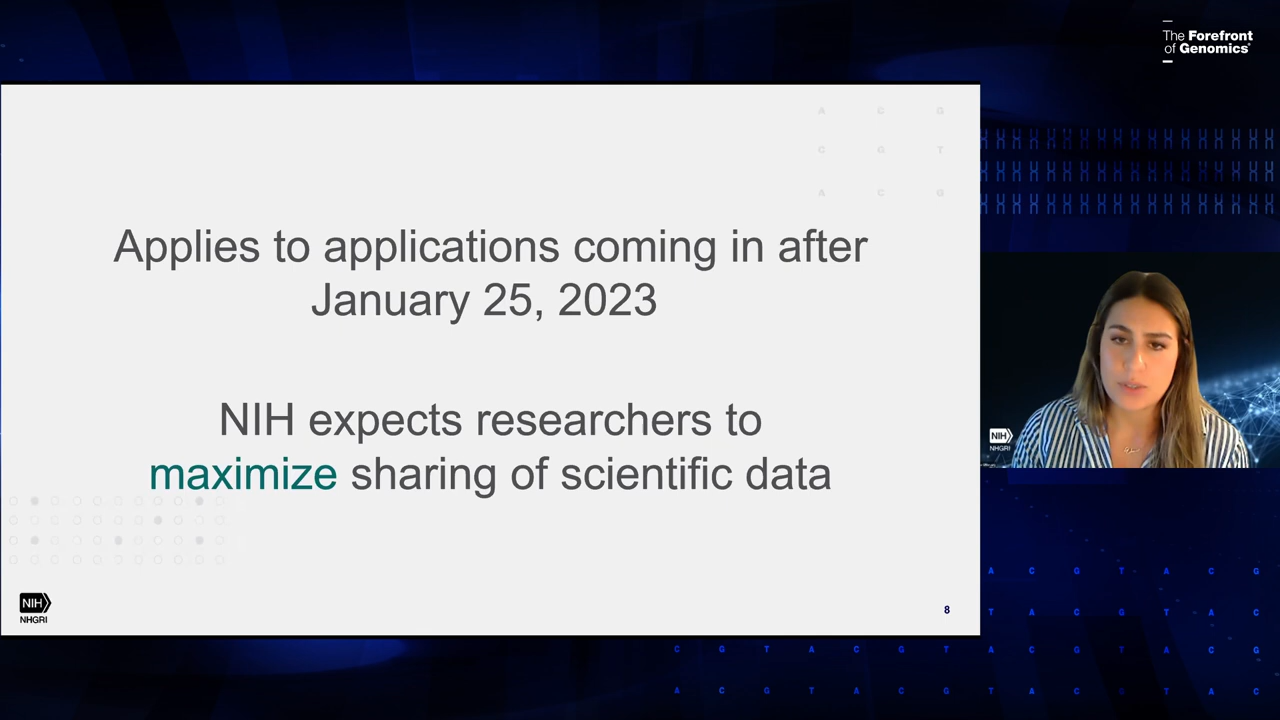 The Forefront
of Genomics®
A C G
C G T
A C G
Applies to applications coming in after
January 25, 2023
NIH expects researchers to
maximize sharing of scientific data
NIH
NHGRI
8
NIH
NHGRI
A C G T A C G
T A C G T A C
C G T A C G T A C G T A C G
A C G T A C G T A C G T A C